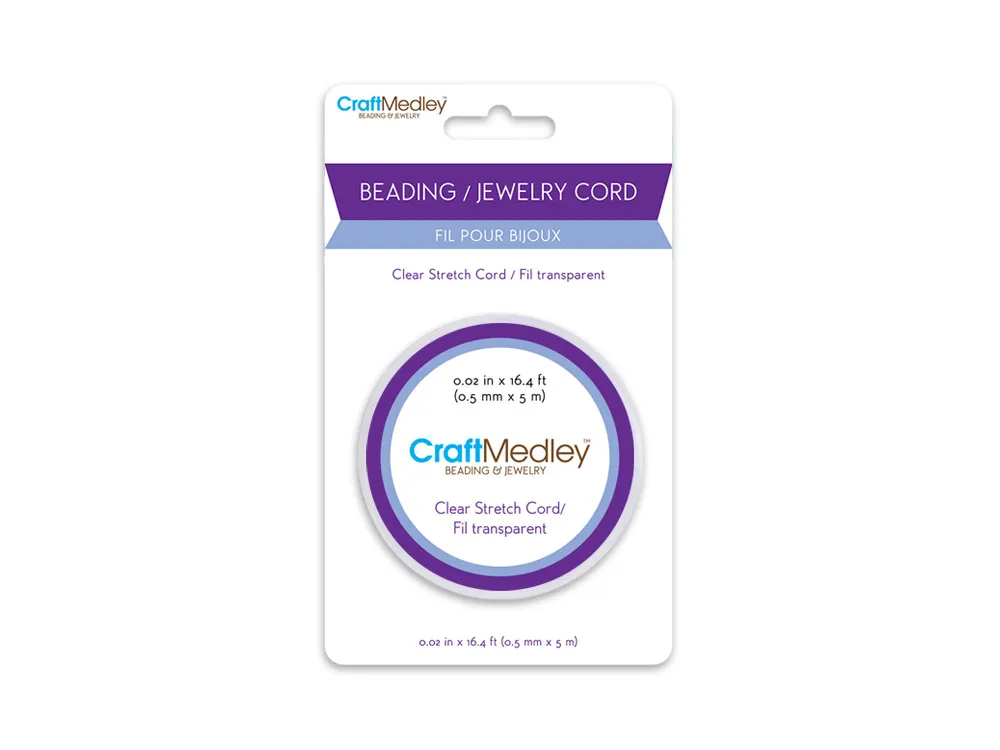 CraftMedley™
BEADING & JEWELRY
BEADING / JEWELRY CORD
FIL POUR BIJOUX
Clear Stretch Cord / Fil transparent
0.02 in x 16.4 ft
(0.5 mm x 5 m)
CraftMedley™
BEADING & JEWELRY
Clear Stretch Cord/
Fil transparent
0.02 in x 16.4 ft (0.5 mm x 5 m)